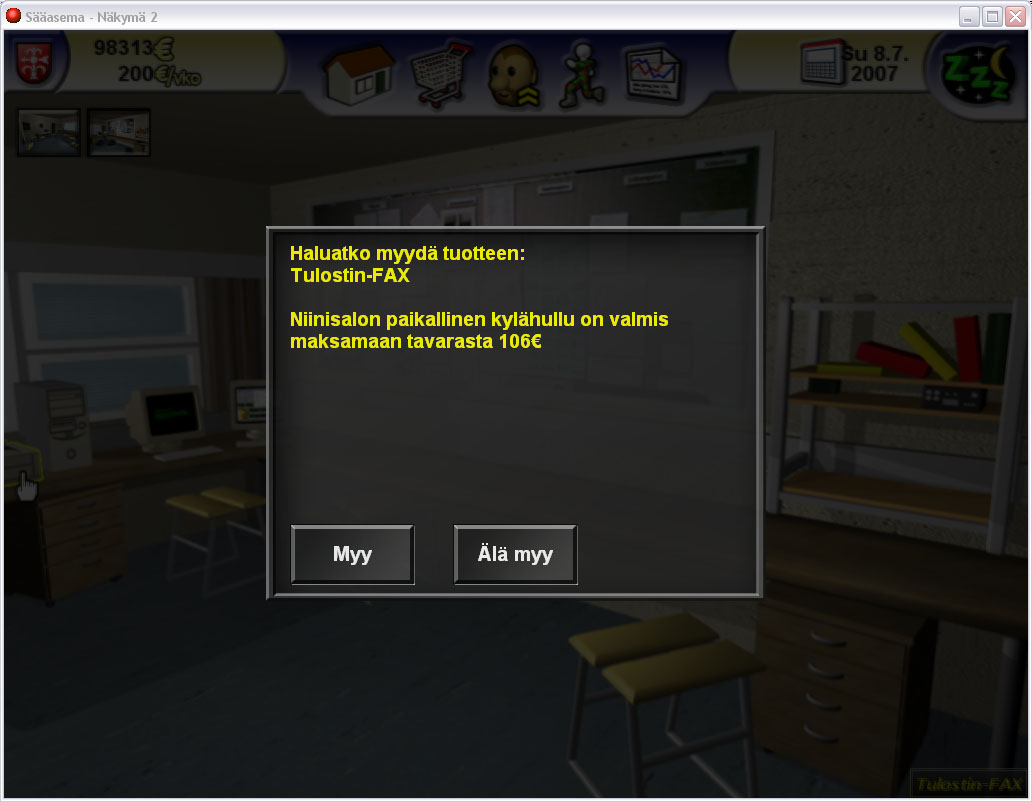 Sääasema - Näkymä 2
98313€
200€/vko
Su 8.7.
2007
Haluatko myydä tuotteen:
Tulostin-FAX
Niinisalon paikallinen kylähullu on valmis
maksamaan tavarasta 106€
Myy
Älä myy
Tulostin-FAX